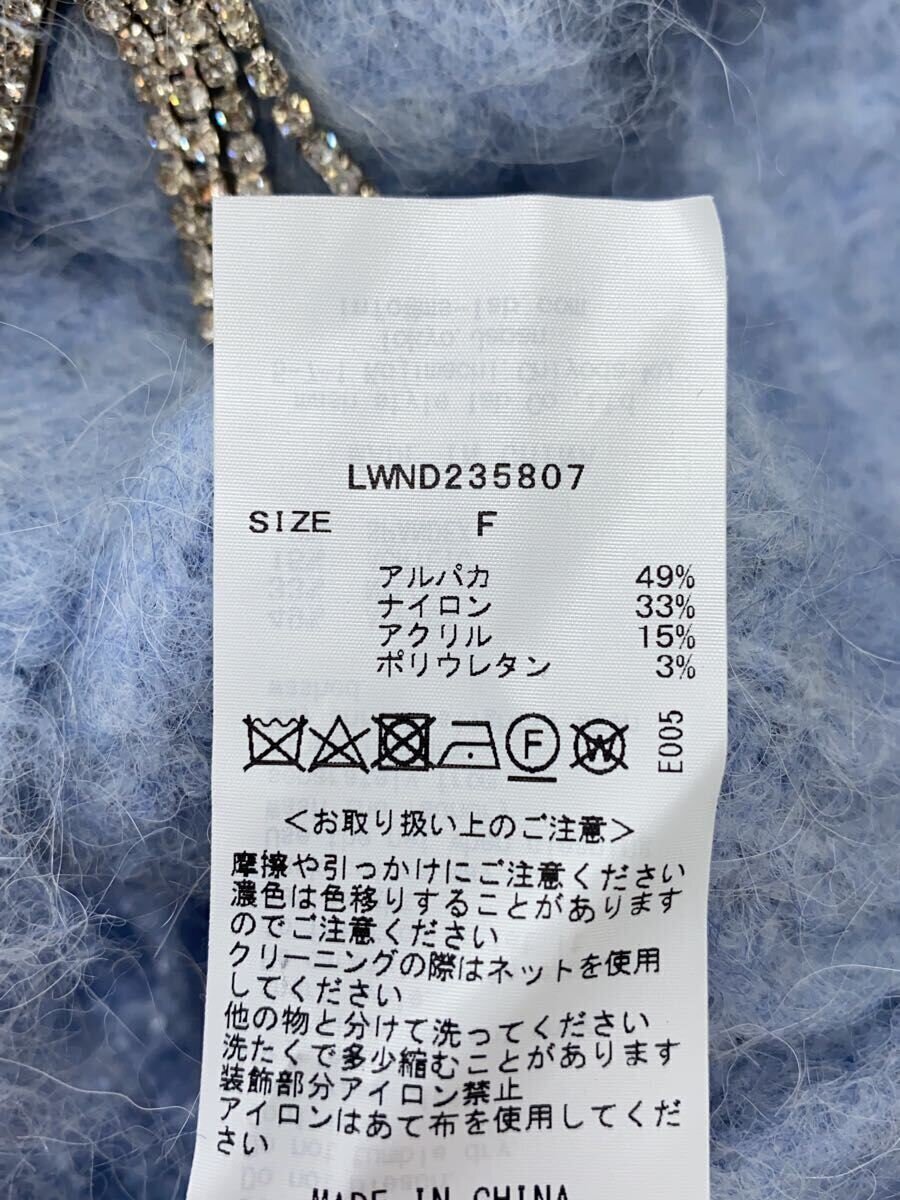 LWND235807
SIZE F
アルパカ 49%
ナイロン 33%
アクリル 15%
ポリウレタン 3%
F W E005
<お取り扱い上のご注意>
摩擦や引っかけにご注意ください
濃色は色移りすることがあります
のでご注意ください
クリーニングの際はネットを使用
してください
他の物と分けて洗ってください
洗たくで多少縮むことがあります
装飾部分アイロン禁止
アイロンはあて布を使用してくだ
さい
MADE IN CHINA